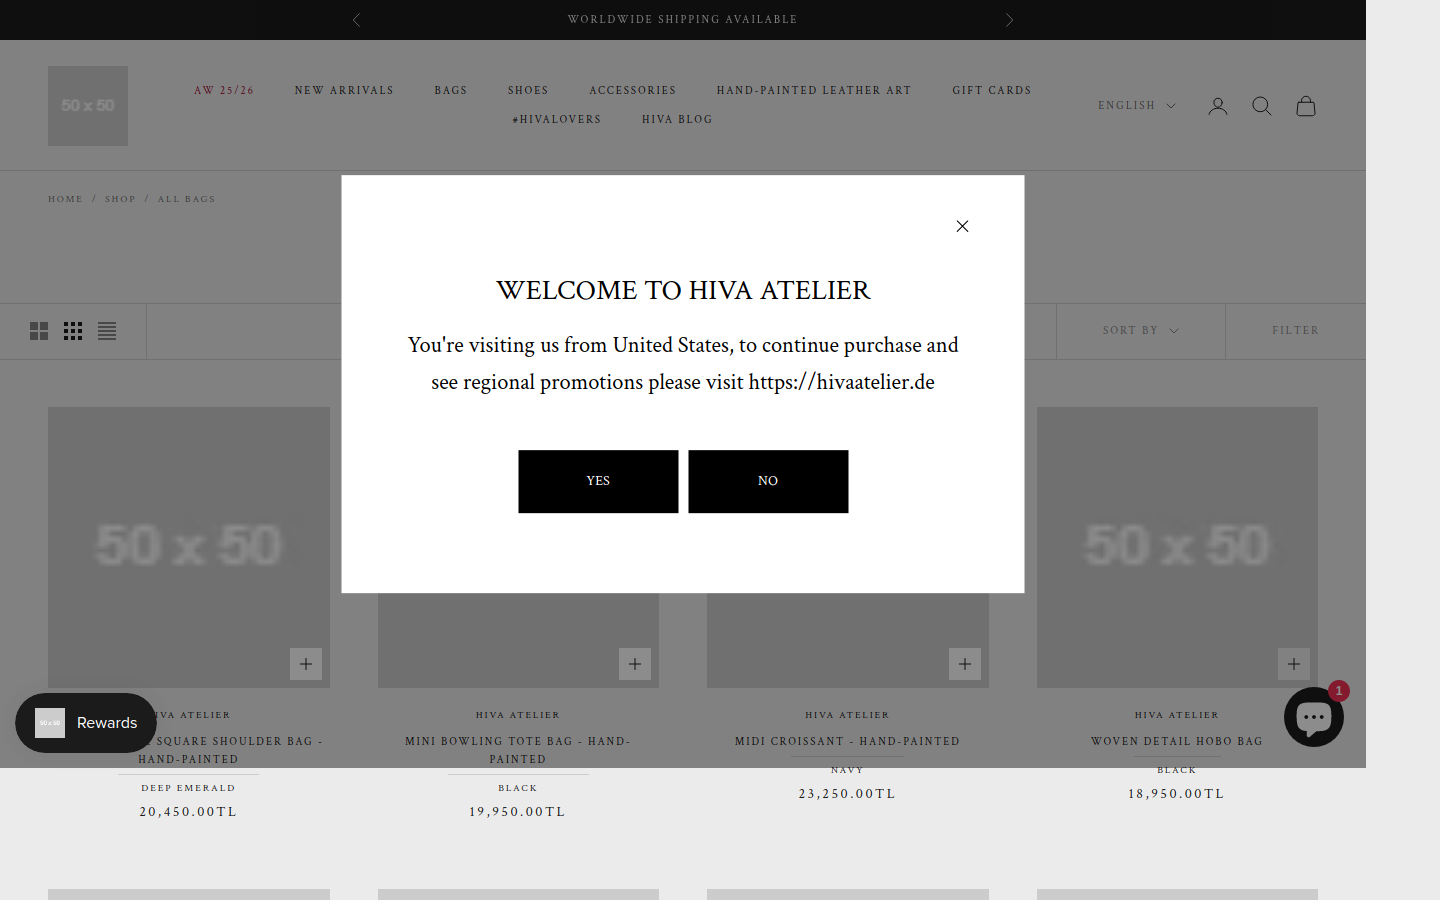 WORLDWIDE SHIPPING AVAILABLE
50 x 50
AW 25/26 NEW ARRIVALS BAGS SHOES ACCESSORIES HAND-PAINTED LEATHER ART GIFT CARDS
#HIVALOVERS HIVA BLOG
ENGLISH
HOME / SHOP / ALL BAGS
WELCOME TO HIVA ATELIER
You're visiting us from United States, to continue purchase and
see regional promotions please visit https://hivaatelier.de
YES NO
SORT BY FILTER
50 x 50
50 x 50
1
50 x 50
Rewards
HIVA ATELIER
HIVA ATELIER
HIVA ATELIER
SQUARE SHOULDER BAG -
HAND-PAINTED
DEEP EMERALD
20,450.00TL
MINI BOWLING TOTE BAG - HAND-
PAINTED
BLACK
19,950.00TL
MIDI CROISSANT - HAND-PAINTED
NAVY
23,250.00TL
WOVEN DETAIL HOBO BAG
BLACK
18,950.00TL